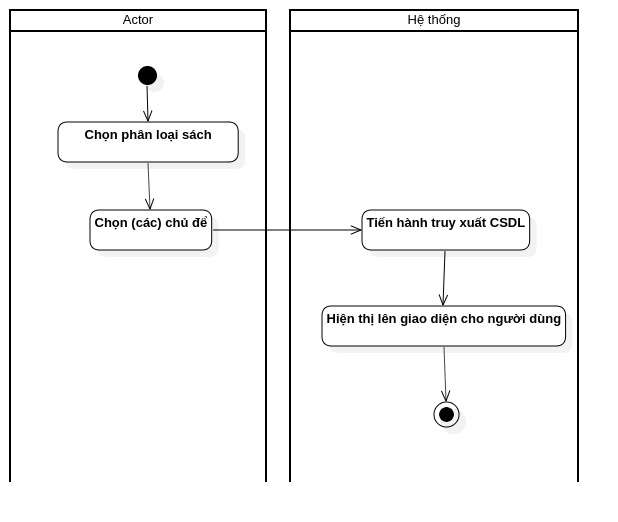 Actor
Hệ thống
Chọn phân loại sách
Chọn (các) chủ để
Tiến hành truy xuất CSDL
Hiện thị lên giao diện cho người dùng